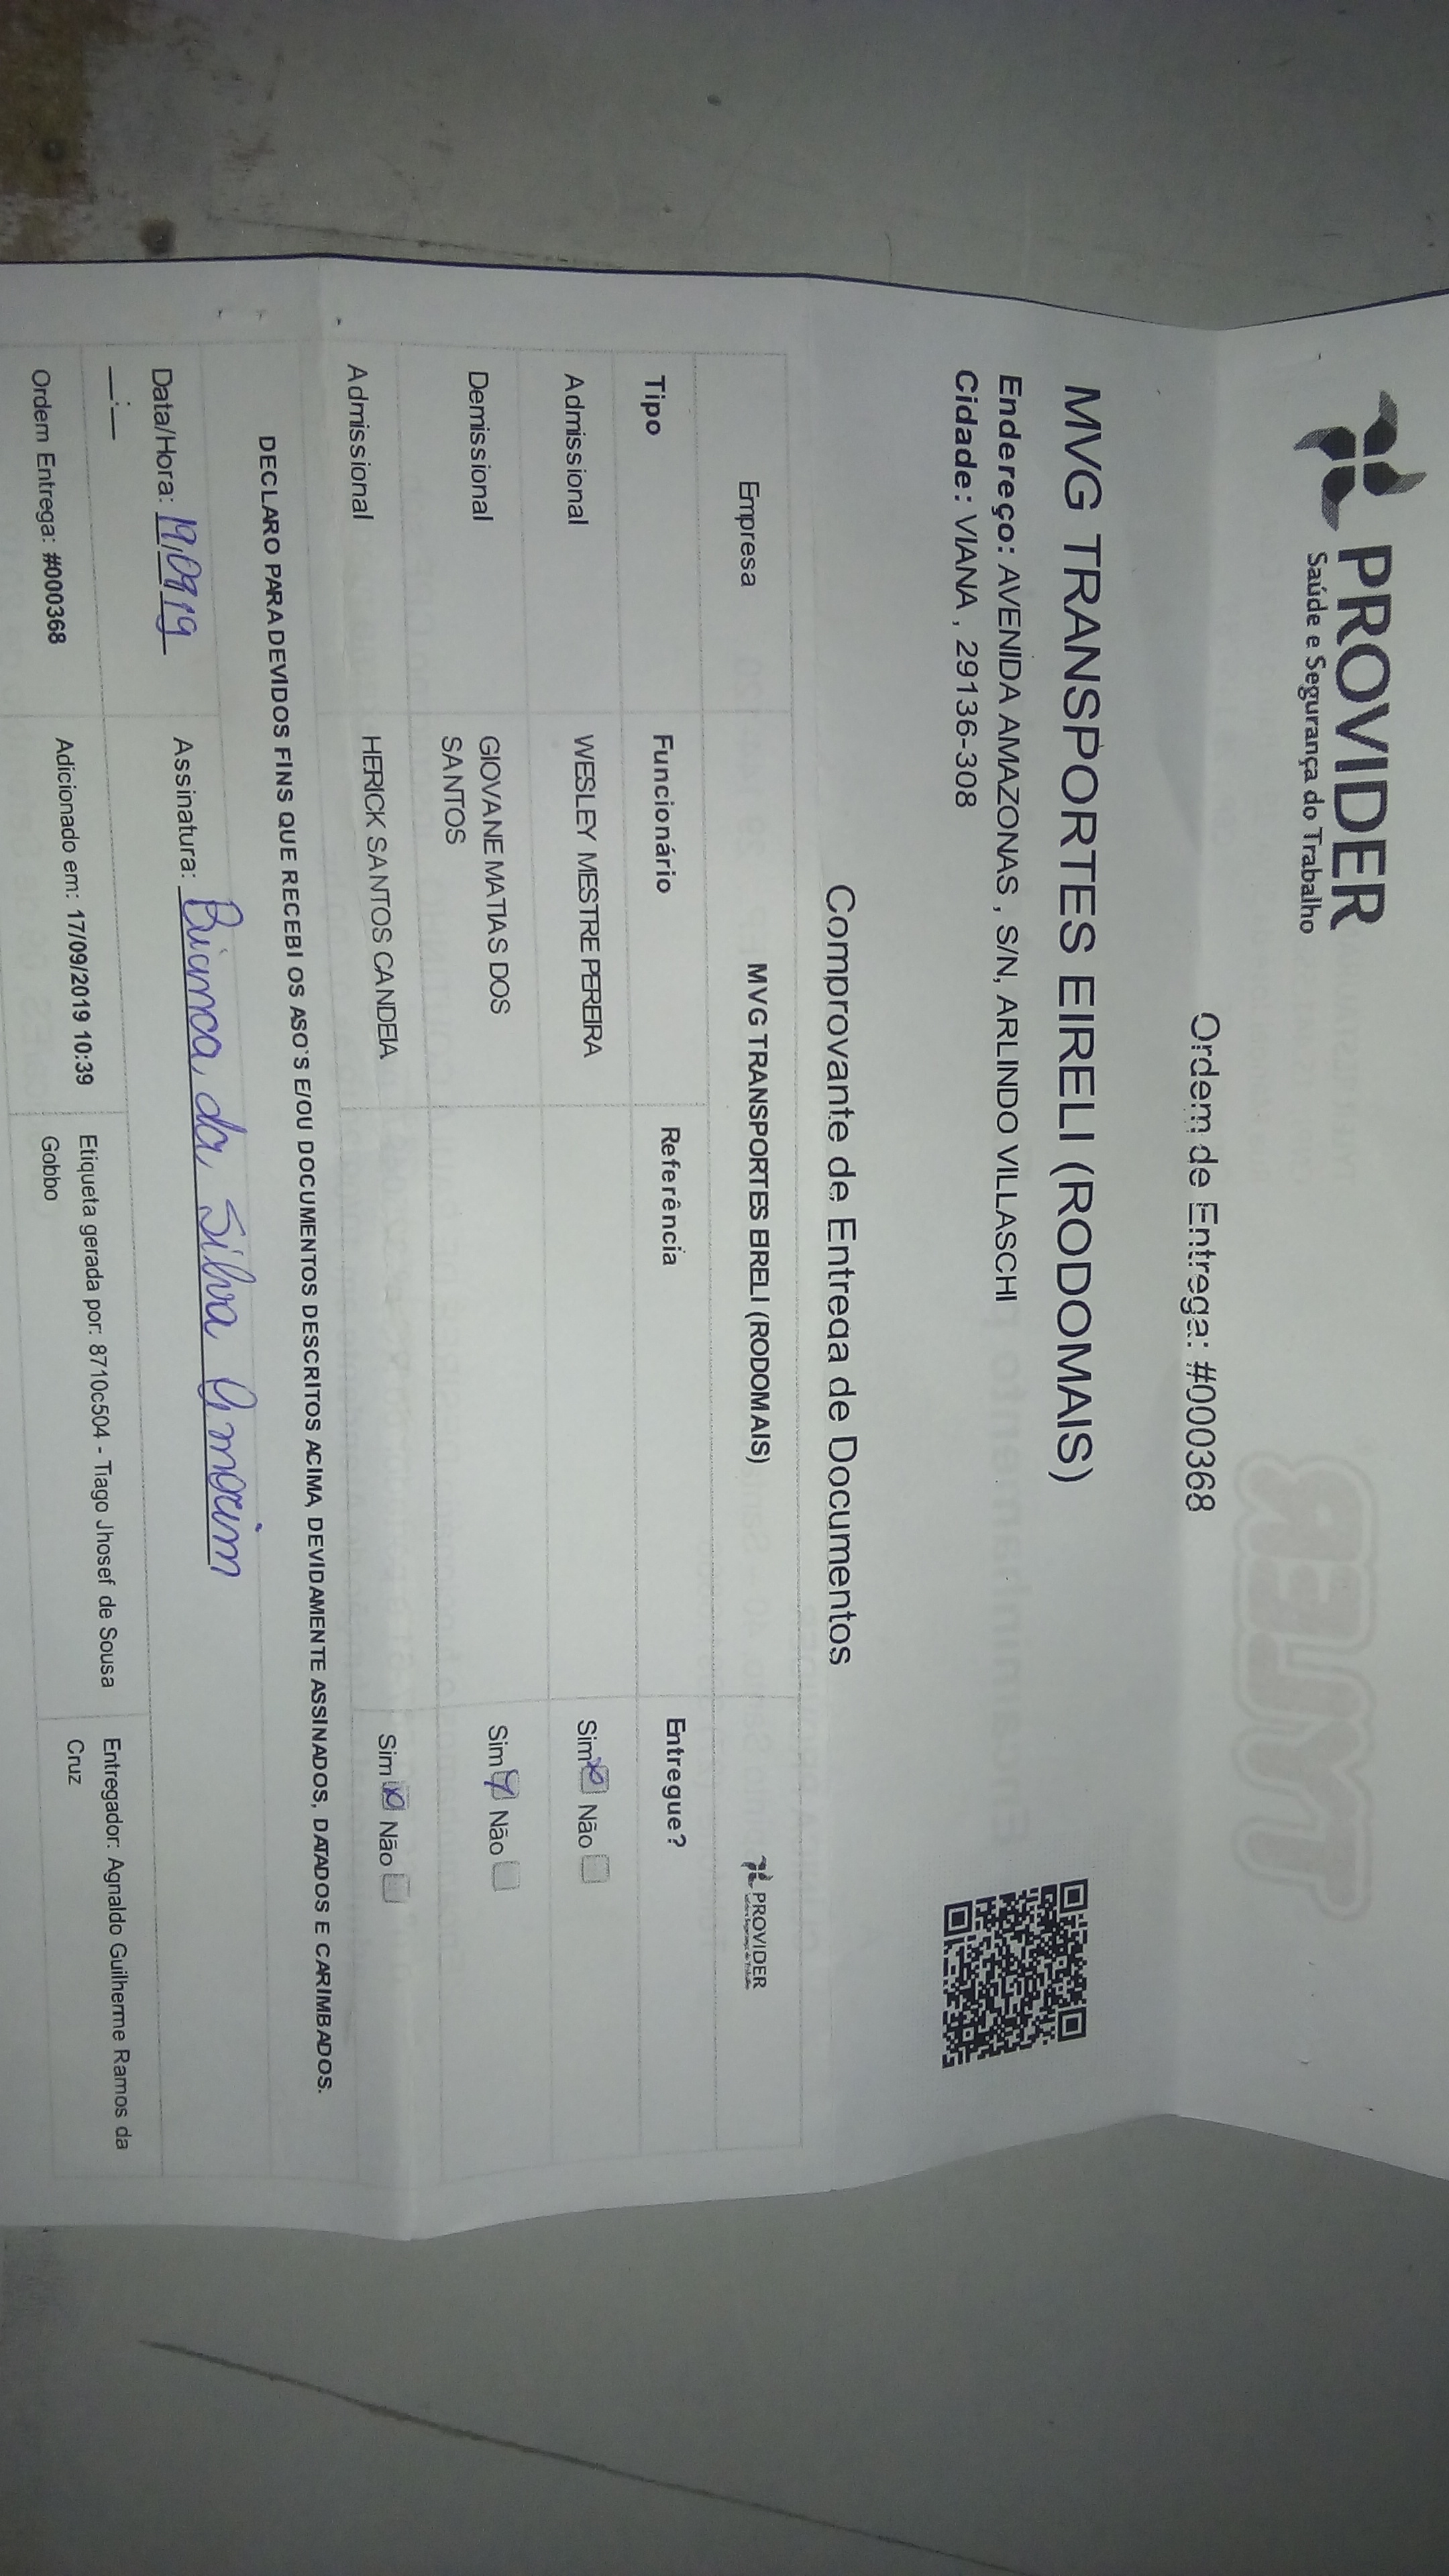 PROVIDER
Saúde e Segurança do Trabalho
Ordem de Entrega: #000368
MVG TRANSPORTES EIRELI (RODOMAIS)
Endereço: AVENIDA AMAZONAS , S/N, ARLINDO VILLASCHI
Cidade: VIANA , 29136-308
Comprovante de Entrega de Documentos
Empresa MVG TRANSPORTES EIRELI (RODOMAIS) PROVIDER
Tipo Funcionário Referência Entregue?
Admissional WESLEY MESTRE PEREIRA Sim Não
Demissional GIOVANE MATIAS DOS Sim Não
SANTOS
Admissional HERICK SANTOS CANDEIA Sim Não
DECLARO PARA DEVIDOS FINS QUE RECEBI OS ASO'S E/OU DOCUMENTOS DESCRITOS ACIMA, DEVIDAMENTE ASSINADOS, DATADOS E CARIMBADOS.
Data/Hora: 19,09,19 Assinatura: Bianca da Silva Amorim
__:__
Ordem Entrega: #000368 Adicionado em: 17/09/2019 10:39 Etiqueta gerada por: 8710c504 - Tiago Jhosef de Sousa Entregador: Agnaldo Guilherme Ramos da
Gobbo Cruz